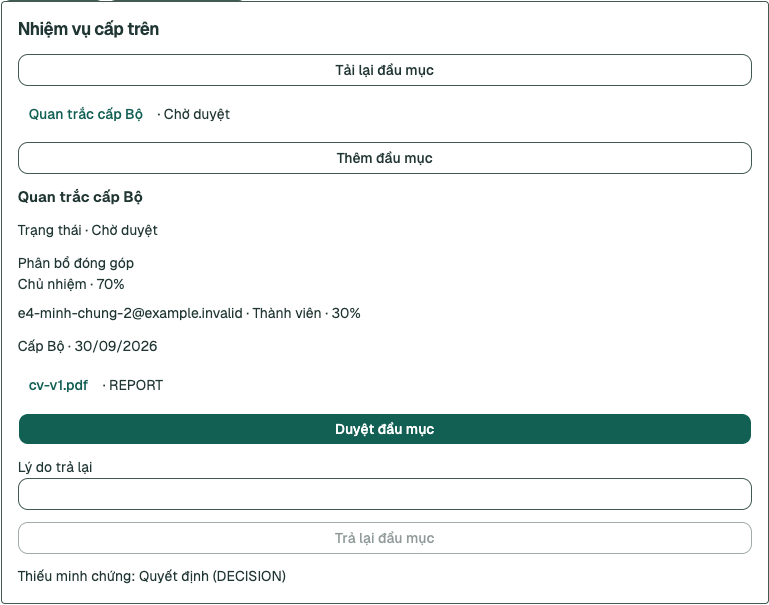 Nhiệm vụ cấp trên
Tải lại đầu mục
Quan trắc cấp Bộ · Chờ duyệt
Thêm đầu mục
Quan trắc cấp Bộ
Trạng thái · Chờ duyệt
Phân bổ đóng góp
Chủ nhiệm · 70%
e4-minh-chung-2@example.invalid · Thành viên · 30%
Cấp Bộ · 30/09/2026
cv-v1.pdf · REPORT
Duyệt đầu mục
Lý do trả lại
Trả lại đầu mục
Thiếu minh chứng: Quyết định (DECISION)